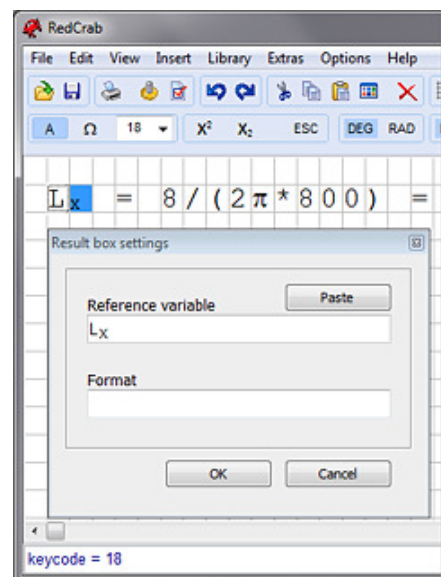 RedCrab
File Edit View Insert Library Extras Options Help
A Ω 18 X² X₂ ESC DEG RAD
Lₓ = 8/(2π*800) =
Result box settings
Reference variable Paste
Lx
Format
OK Cancel
keycode = 18